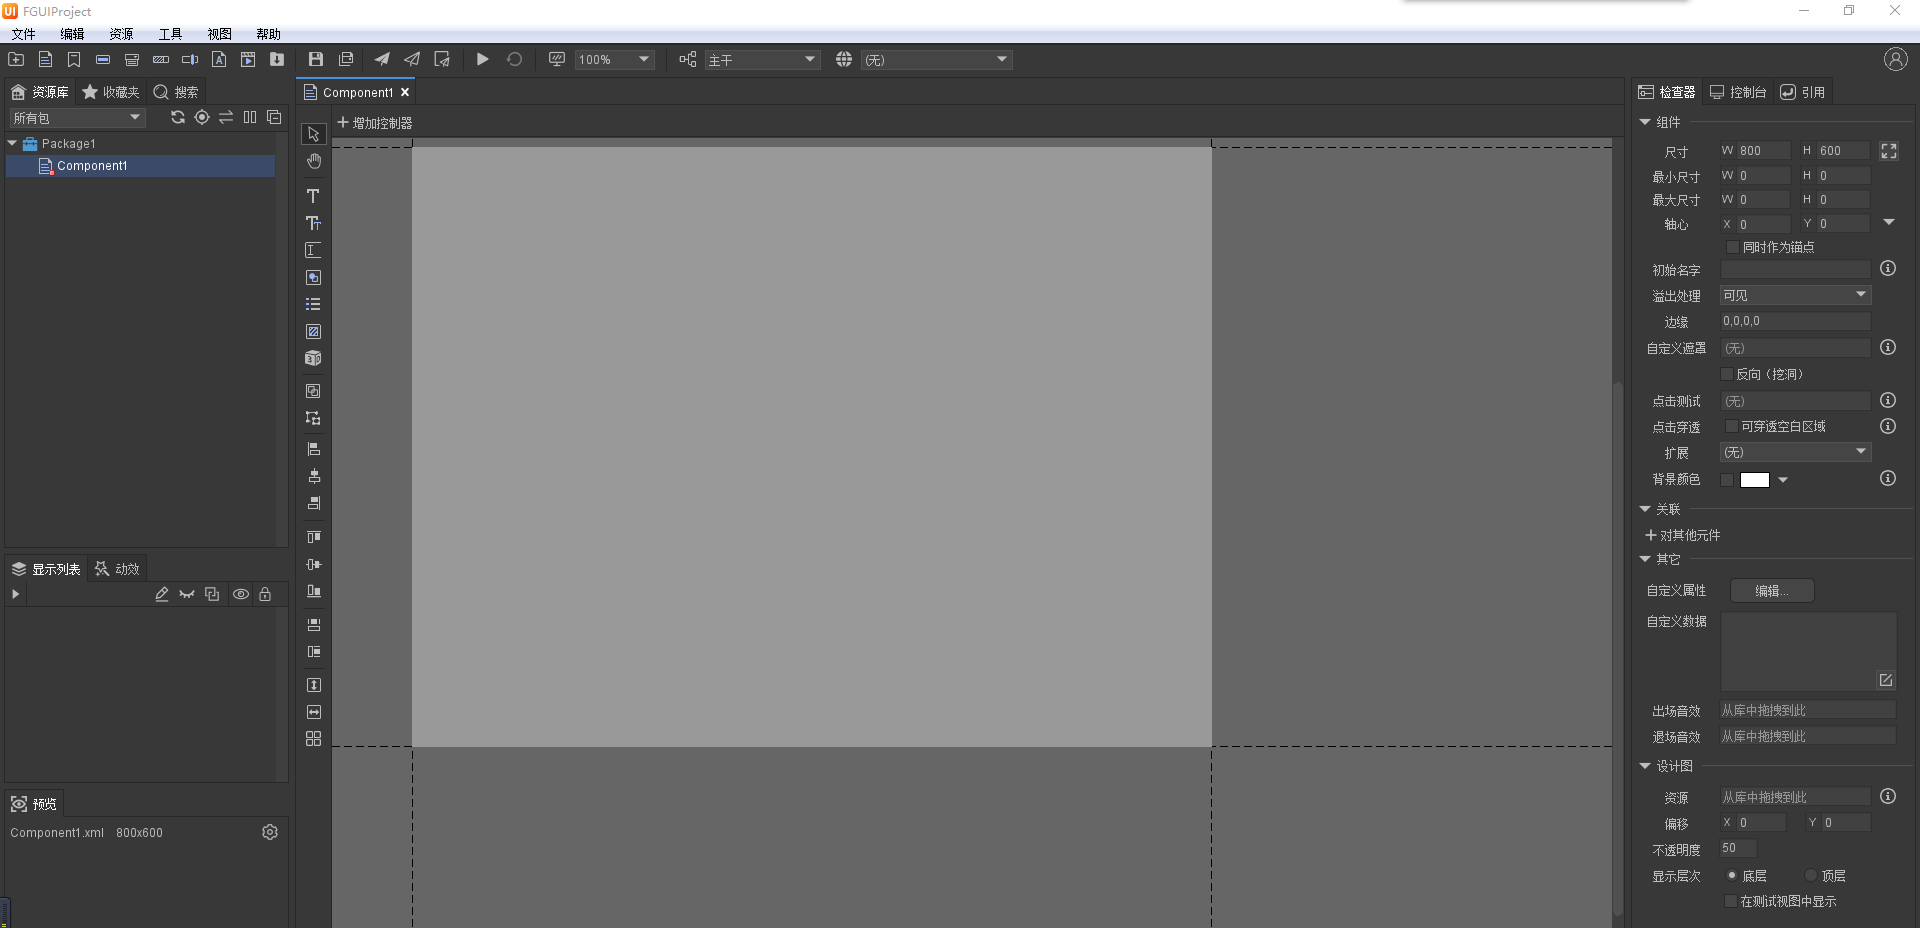 FGUIProject
文件 编辑 资源 工具 视图 帮助
100% 主干 (无)
资源库 收藏夹 搜索
所有包
Package1
Component1
显示列表 动效
预览
Component1.xml 800x600
Component1
增加控制器
检查器 控制台 引用
组件
尺寸 W 800 H 600
最小尺寸 W 0 H 0
最大尺寸 W 0 H 0
轴心 X 0 Y 0
同时作为锚点
初始名字
溢出处理 可见
边缘 0,0,0,0
自定义遮罩 (无)
反向（挖洞）
点击测试 (无)
点击穿透 可穿透空白区域
扩展 (无)
背景颜色
关联
对其他元件
其它
自定义属性 编辑...
自定义数据
出场音效 从库中拖拽到此
退场音效 从库中拖拽到此
设计图
资源 从库中拖拽到此
偏移 X 0 Y 0
不透明度 50
显示层次 底层 顶层
在测试视图中显示